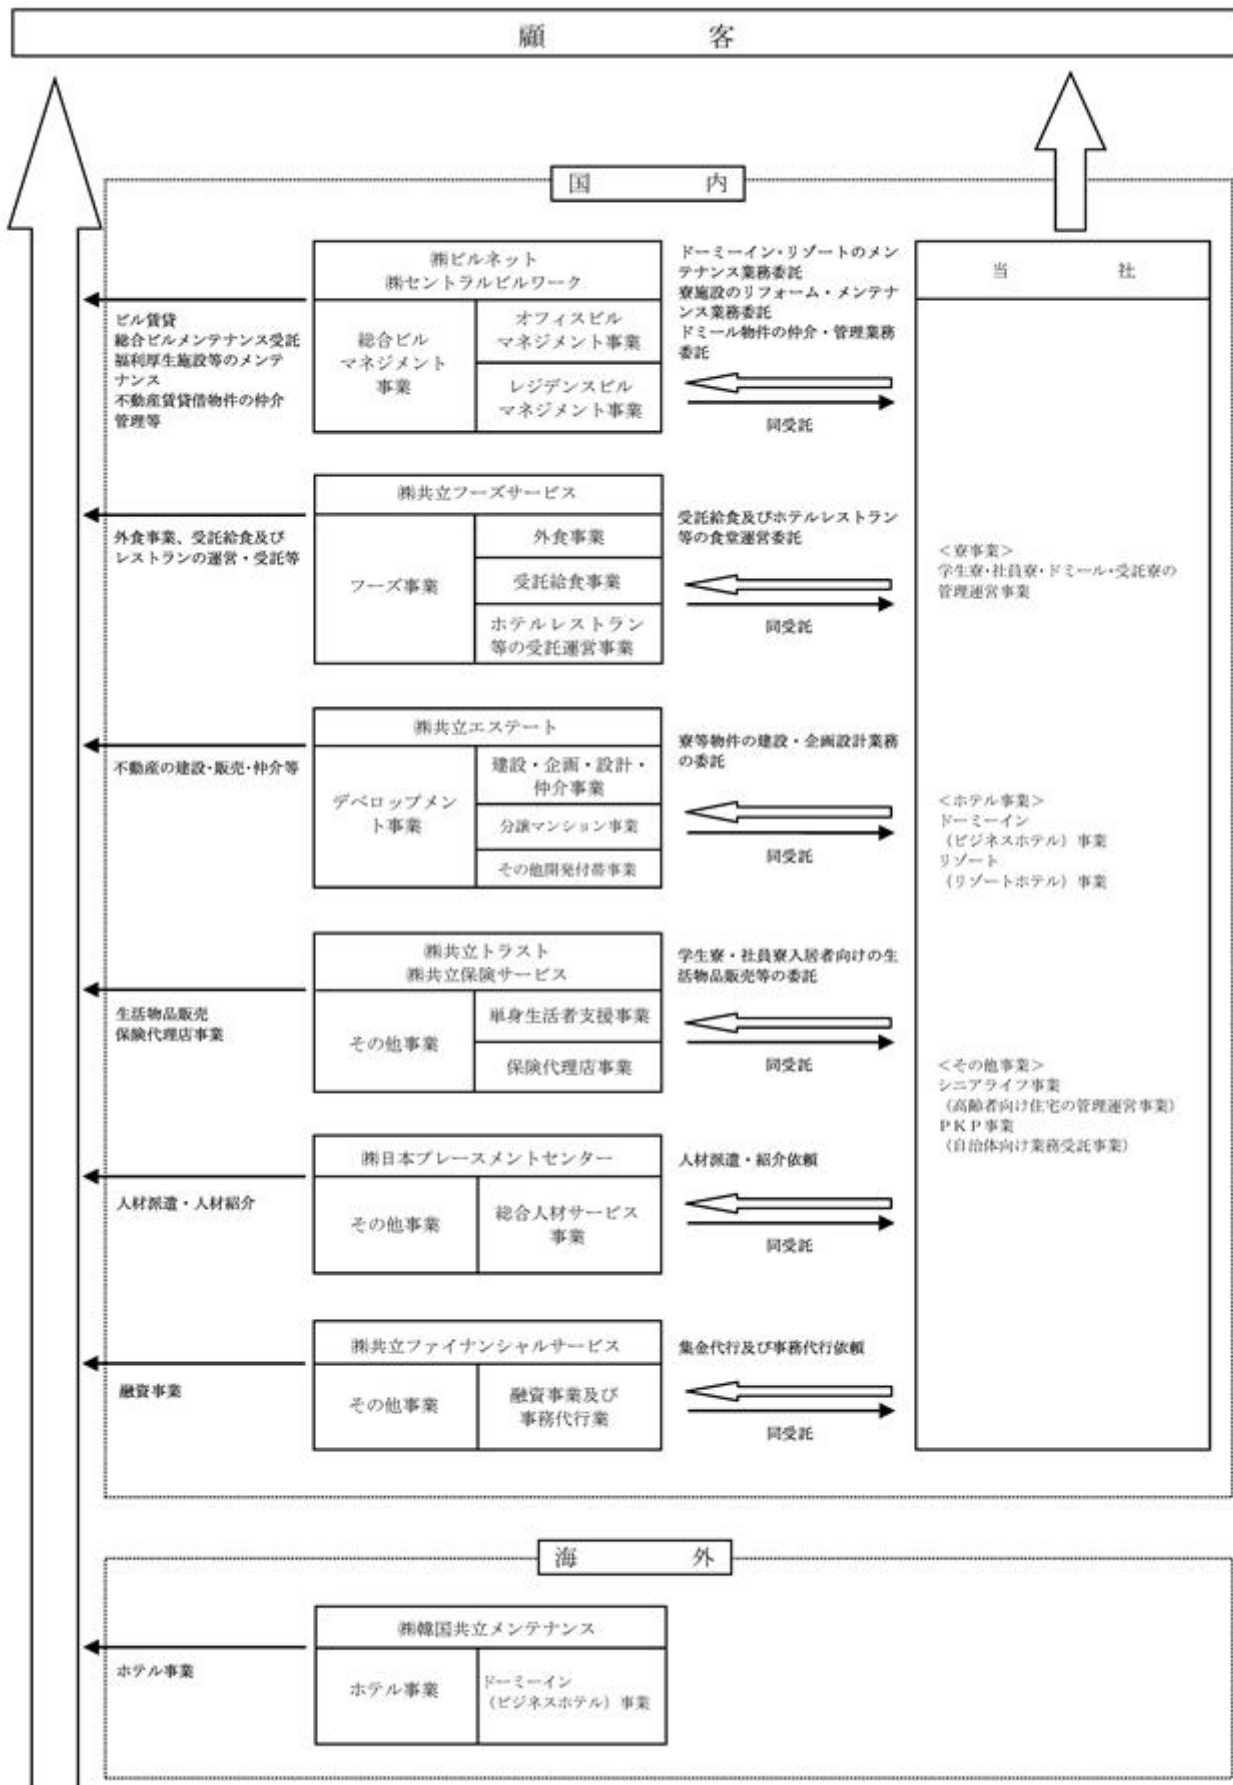 顧客
国内
㈱ビルネット
㈱セントラルビルワーク
総合ビル
マネジメント
事業
オフィスビル
マネジメント事業
レジデンスビル
マネジメント事業
ビル賃貸
総合ビルメンテナンス受託
福利厚生施設等のメンテ
ナンス
不動産賃貸借物件の仲介
管理等
ドーミーイン・リゾートのメン
テナンス業務委託
寮施設のリフォーム・メンテナ
ンス業務委託
ドミール物件の仲介・管理業務
委託
同受託
㈱共立フーズサービス
フーズ事業
外食事業
受託給食事業
ホテルレストラン
等の受託運営事業
外食事業、受託給食及び
レストランの運営・受託等
受託給食及びホテルレストラン
等の食堂運営委託
同受託
㈱共立エステート
デベロップメン
ト事業
建設・企画・設計・
仲介事業
分譲マンション事業
その他開発付帯事業
不動産の建設・販売・仲介等
寮等物件の建設・企画設計業務
の委託
同受託
㈱共立トラスト
㈱共立保険サービス
その他事業
単身生活者支援事業
保険代理店事業
生活物品販売
保険代理店事業
学生寮・社員寮入居者向けの生
活物品販売等の委託
同受託
㈱日本プレースメントセンター
その他事業
総合人材サービス
事業
人材派遣・人材紹介
人材派遣・紹介依頼
同受託
㈱共立ファイナンシャルサービス
その他事業
融資事業及び
事務代行業
融資事業
集金代行及び事務代行依頼
同受託
当社
＜寮事業＞
学生寮・社員寮・ドミール・受託寮の
管理運営事業
＜ホテル事業＞
ドーミーイン
（ビジネスホテル）事業
リゾート
（リゾートホテル）事業
＜その他事業＞
シニアライフ事業
（高齢者向け住宅の管理運営事業）
ＰＫＰ事業
（自治体向け業務受託事業）
海外
㈱韓国共立メンテナンス
ホテル事業
ドーミーイン
（ビジネスホテル）事業
ホテル事業